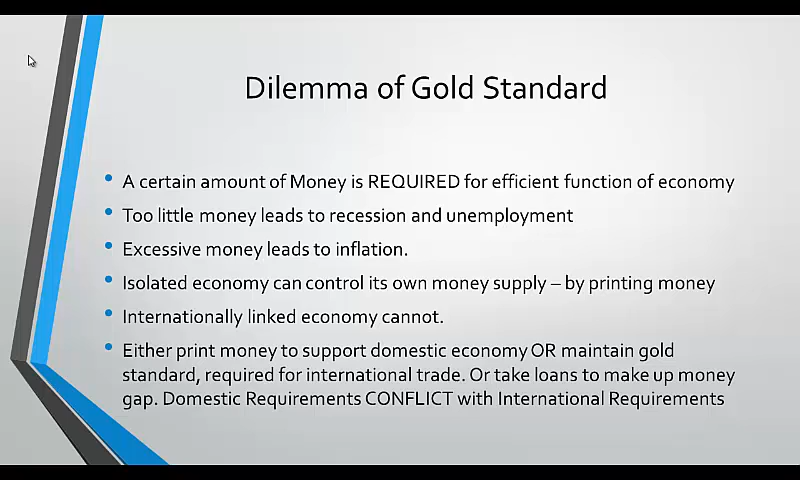 Dilemma of Gold Standard
• A certain amount of Money is REQUIRED for efficient function of economy
• Too little money leads to recession and unemployment
• Excessive money leads to inflation.
• Isolated economy can control its own money supply – by printing money
• Internationally linked economy cannot.
• Either print money to support domestic economy OR maintain gold
standard, required for international trade. Or take loans to make up money
gap. Domestic Requirements CONFLICT with International Requirements